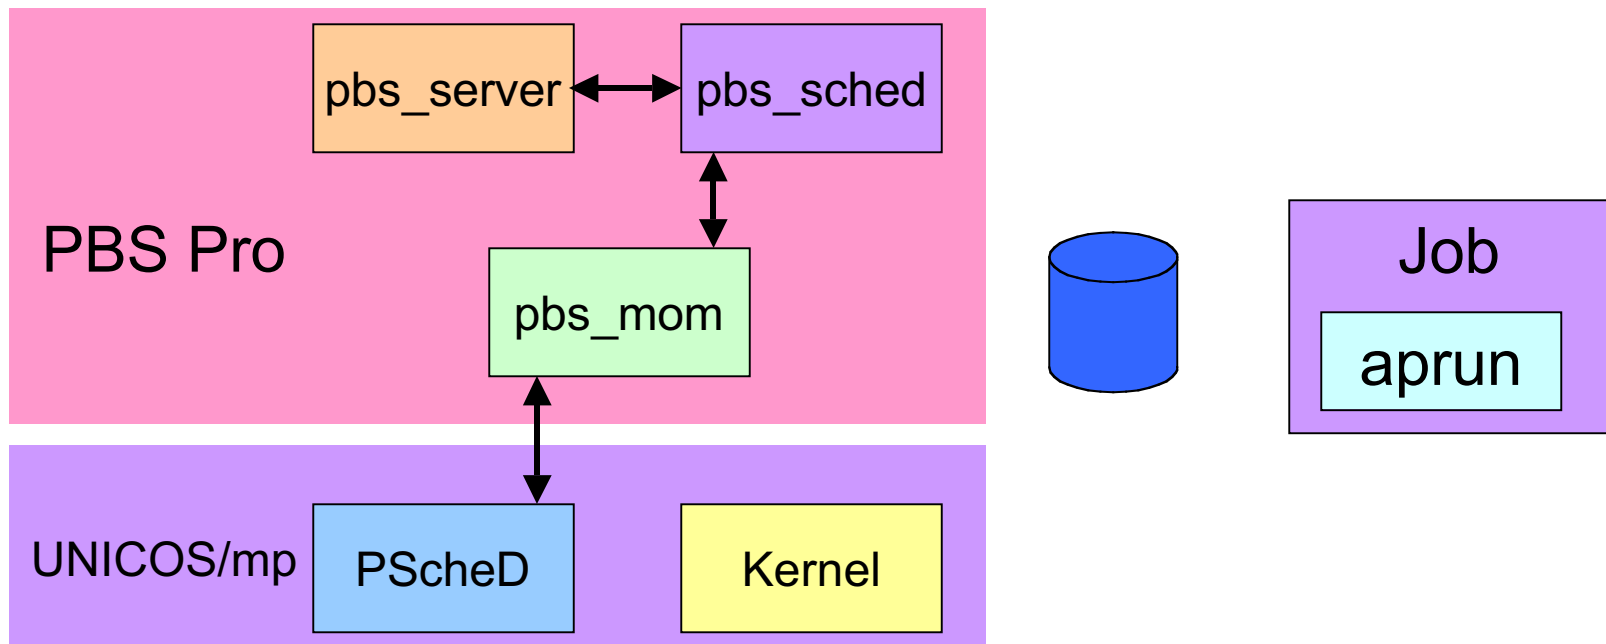 pbs_server
pbs_sched
PBS Pro
pbs_mom
Job
aprun
UNICOS/mp
PScheD
Kernel